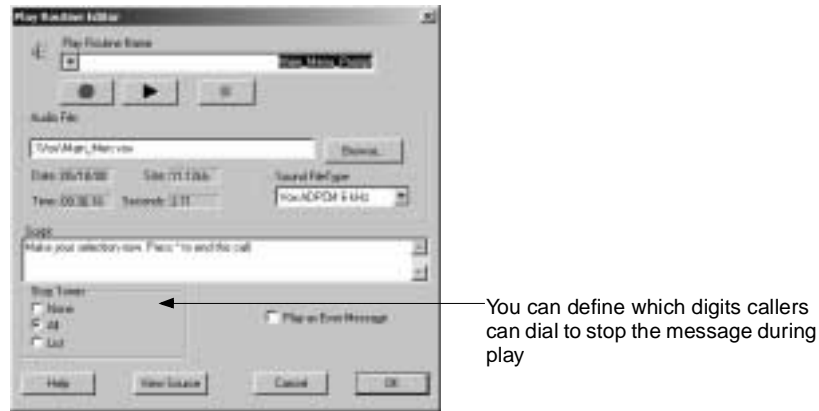 Play Routine Editor
Play Routine Name
Audio File
Browse...
Sound FileType
Script
Make your selection now. Press * to end this call
Stop Tones
None
All
List
Play as Error Message
Help
View Source
Cancel
OK
You can define which digits callers
can dial to stop the message during
play